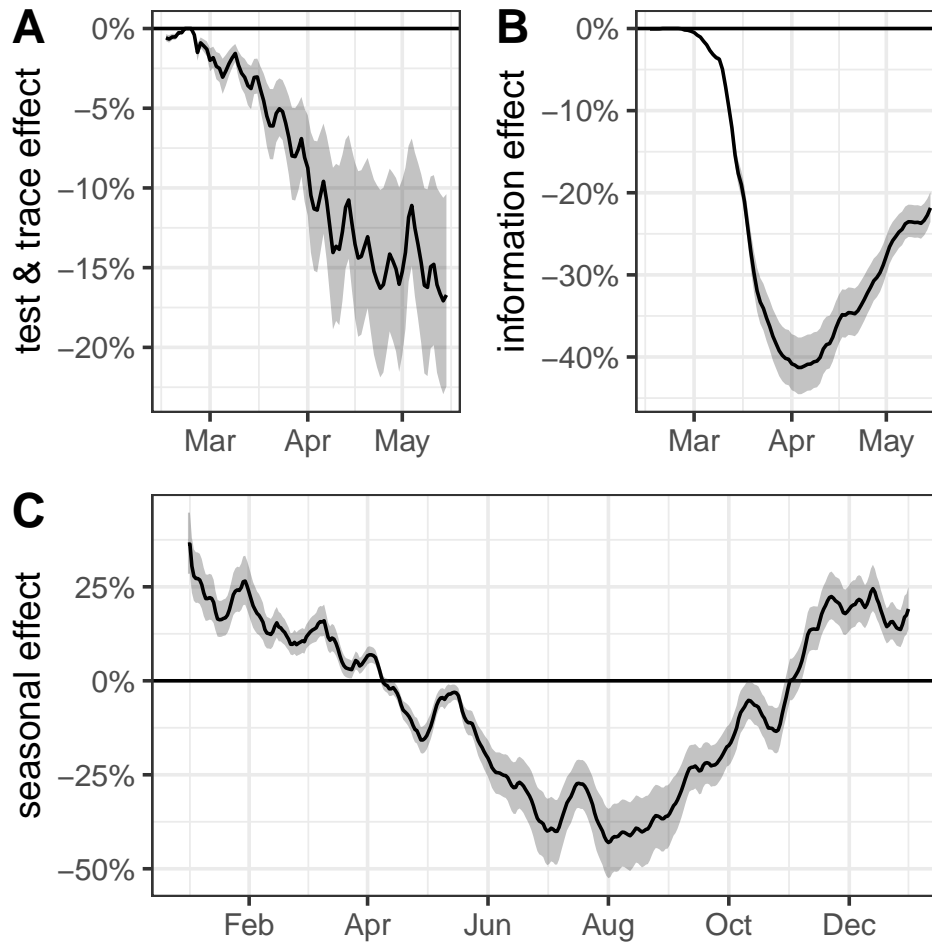 A
test & trace effect
0%
−5%
−10%
−15%
−20%
Mar Apr May
B
information effect
0%
−10%
−20%
−30%
−40%
Mar Apr May
C
seasonal effect
25%
0%
−25%
−50%
Feb Apr Jun Aug Oct Dec